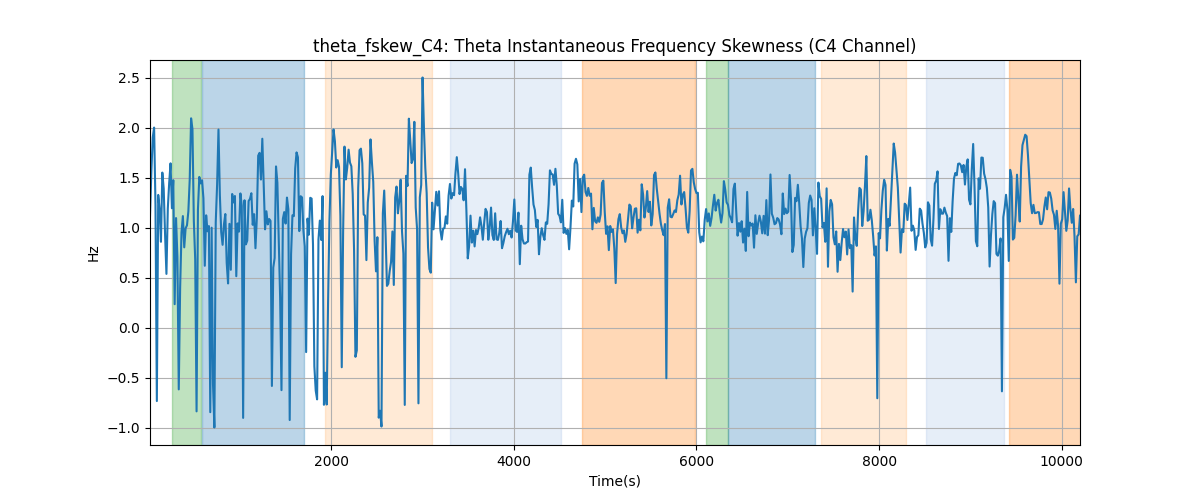 theta_fskew_C4: Theta Instantaneous Frequency Skewness (C4 Channel)
2.5
2.0
1.5
1.0
0.5
0.0
−0.5
−1.0
Hz
2000 4000 6000 8000 10000
Time(s)